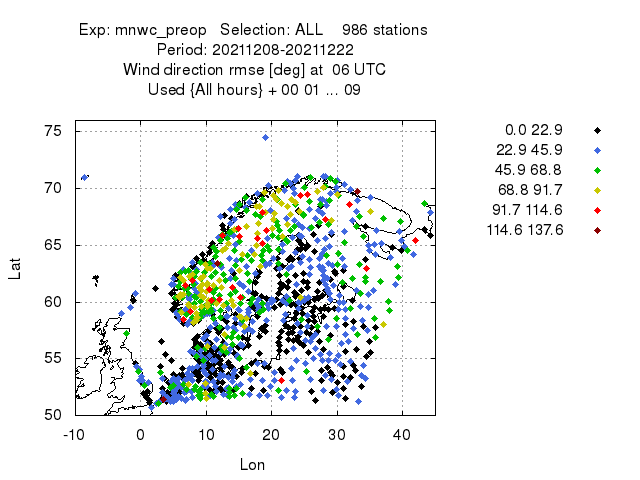 Exp: mnwc_preop Selection: ALL 986 stations
Period: 20211208-20211222
Wind direction rmse [deg] at 06 UTC
Used {All hours} + 00 01 ... 09
0.0 22.9
22.9 45.9
45.9 68.8
68.8 91.7
91.7 114.6
114.6 137.6
75
70
65
60
55
50
Lat
-10 0 10 20 30 40
Lon